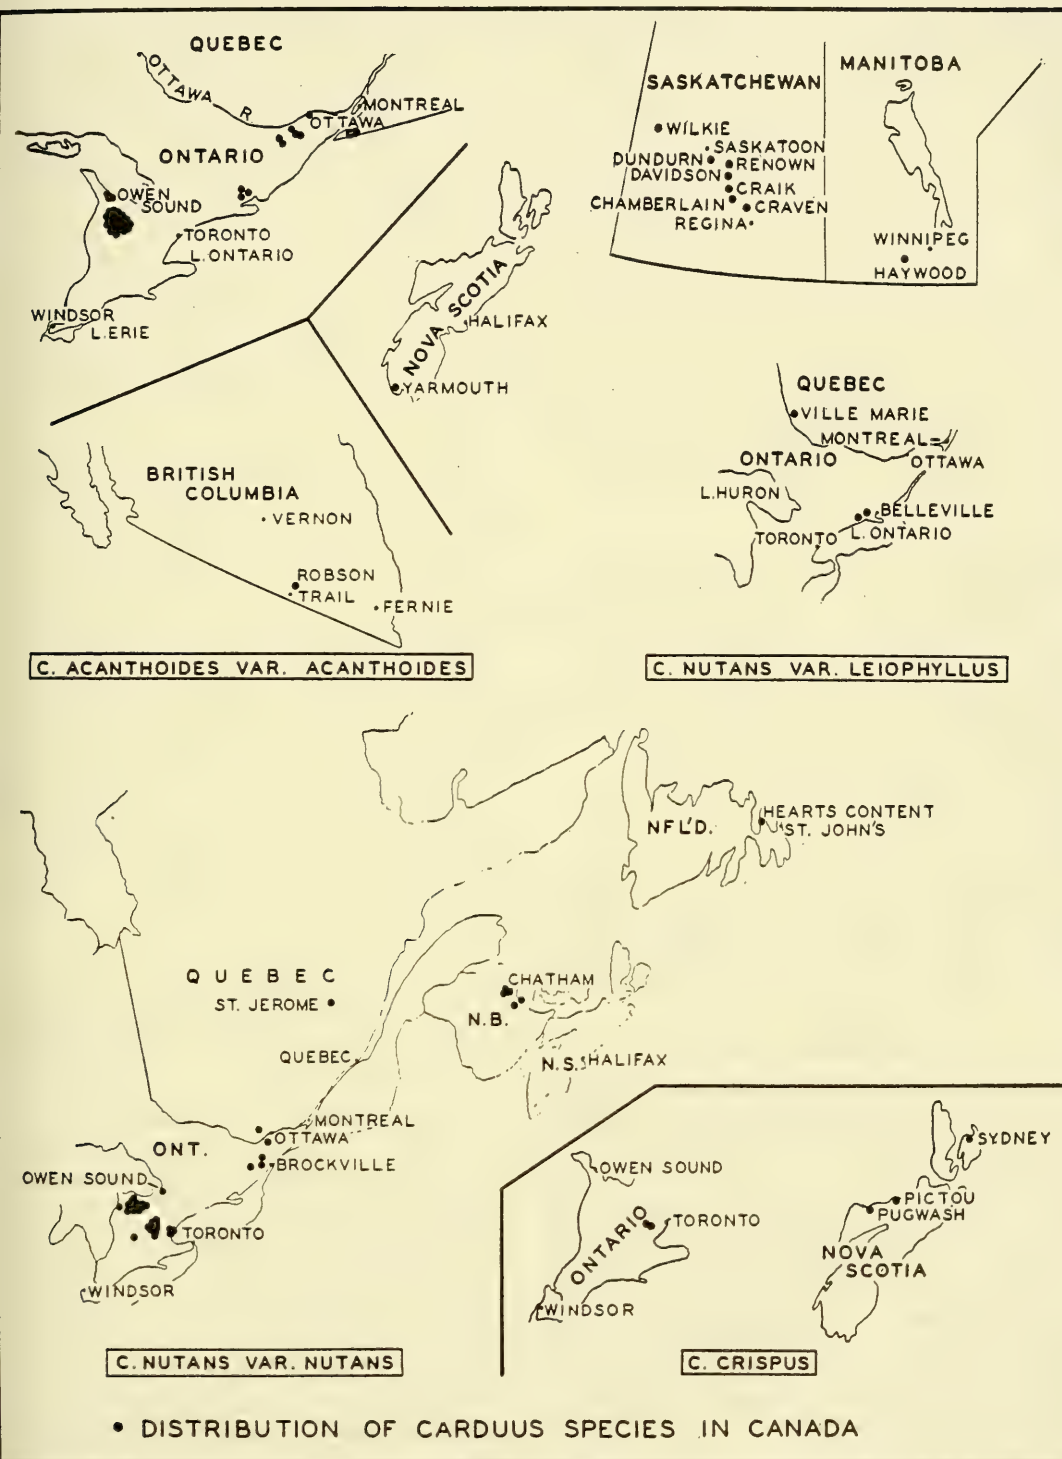 QUEBEC
OTTAWA R.
MONTREAL
OTTAWA
ONTARIO
OWEN
SOUND
TORONTO
L. ONTARIO
WINDSOR
L. ERIE
NOVA SCOTIA
HALIFAX
YARMOUTH
BRITISH
COLUMBIA
VERNON
ROBSON
TRAIL
FERNIE
C. ACANTHOIDES VAR. ACANTHOIDES
SASKATCHEWAN
MANITOBA
WILKIE
SASKATOON
DUNDURN
RENOWN
DAVIDSON
CRAIK
CHAMBERLAIN
CRAVEN
REGINA
WINNIPEG
HAYWOOD
QUEBEC
VILLE MARIE
MONTREAL
ONTARIO
OTTAWA
L. HURON
BELLEVILLE
TORONTO
L. ONTARIO
C. NUTANS VAR. LEIOPHYLLUS
NFL'D.
HEARTS CONTENT
ST. JOHN'S
QUEBEC
ST. JEROME
CHATHAM
N.B.
QUEBEC
N.S.
HALIFAX
MONTREAL
OTTAWA
ONT.
BROCKVILLE
OWEN SOUND
TORONTO
WINDSOR
C. NUTANS VAR. NUTANS
OWEN SOUND
ONTARIO
TORONTO
WINDSOR
SYDNEY
PICTOU
PUGWASH
NOVA
SCOTIA
C. CRISPUS
• DISTRIBUTION OF CARDUUS SPECIES IN CANADA